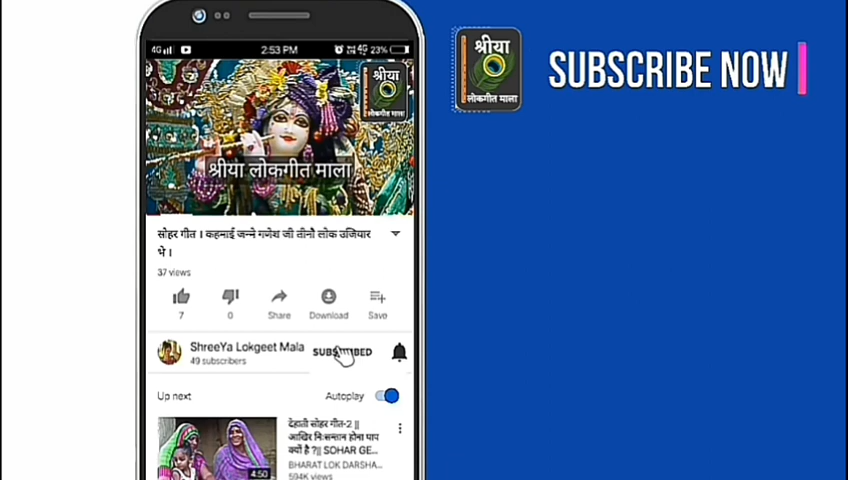 4G
2:53 PM
4G 23%
श्रीया
लोकगीत माला
श्रीया लोकगीत माला
सोहर गीत । कहमाई जन्मे गणेश जी तीनौ लोक उजियार
भे ।
37 views
7
0
Share
Download
Save
ShreeYa Lokgeet Mala
SUBSCRIBED
49 subscribers
Up next
Autoplay
देहाती सोहर गीत-2 ||
आखिर नि:सन्तान होना पाप
क्यों है ?|| SOHAR GE...
BHARAT LOK DARSHA...
594K views
4:50
श्रीया
लोकगीत माला
SUBSCRIBE NOW